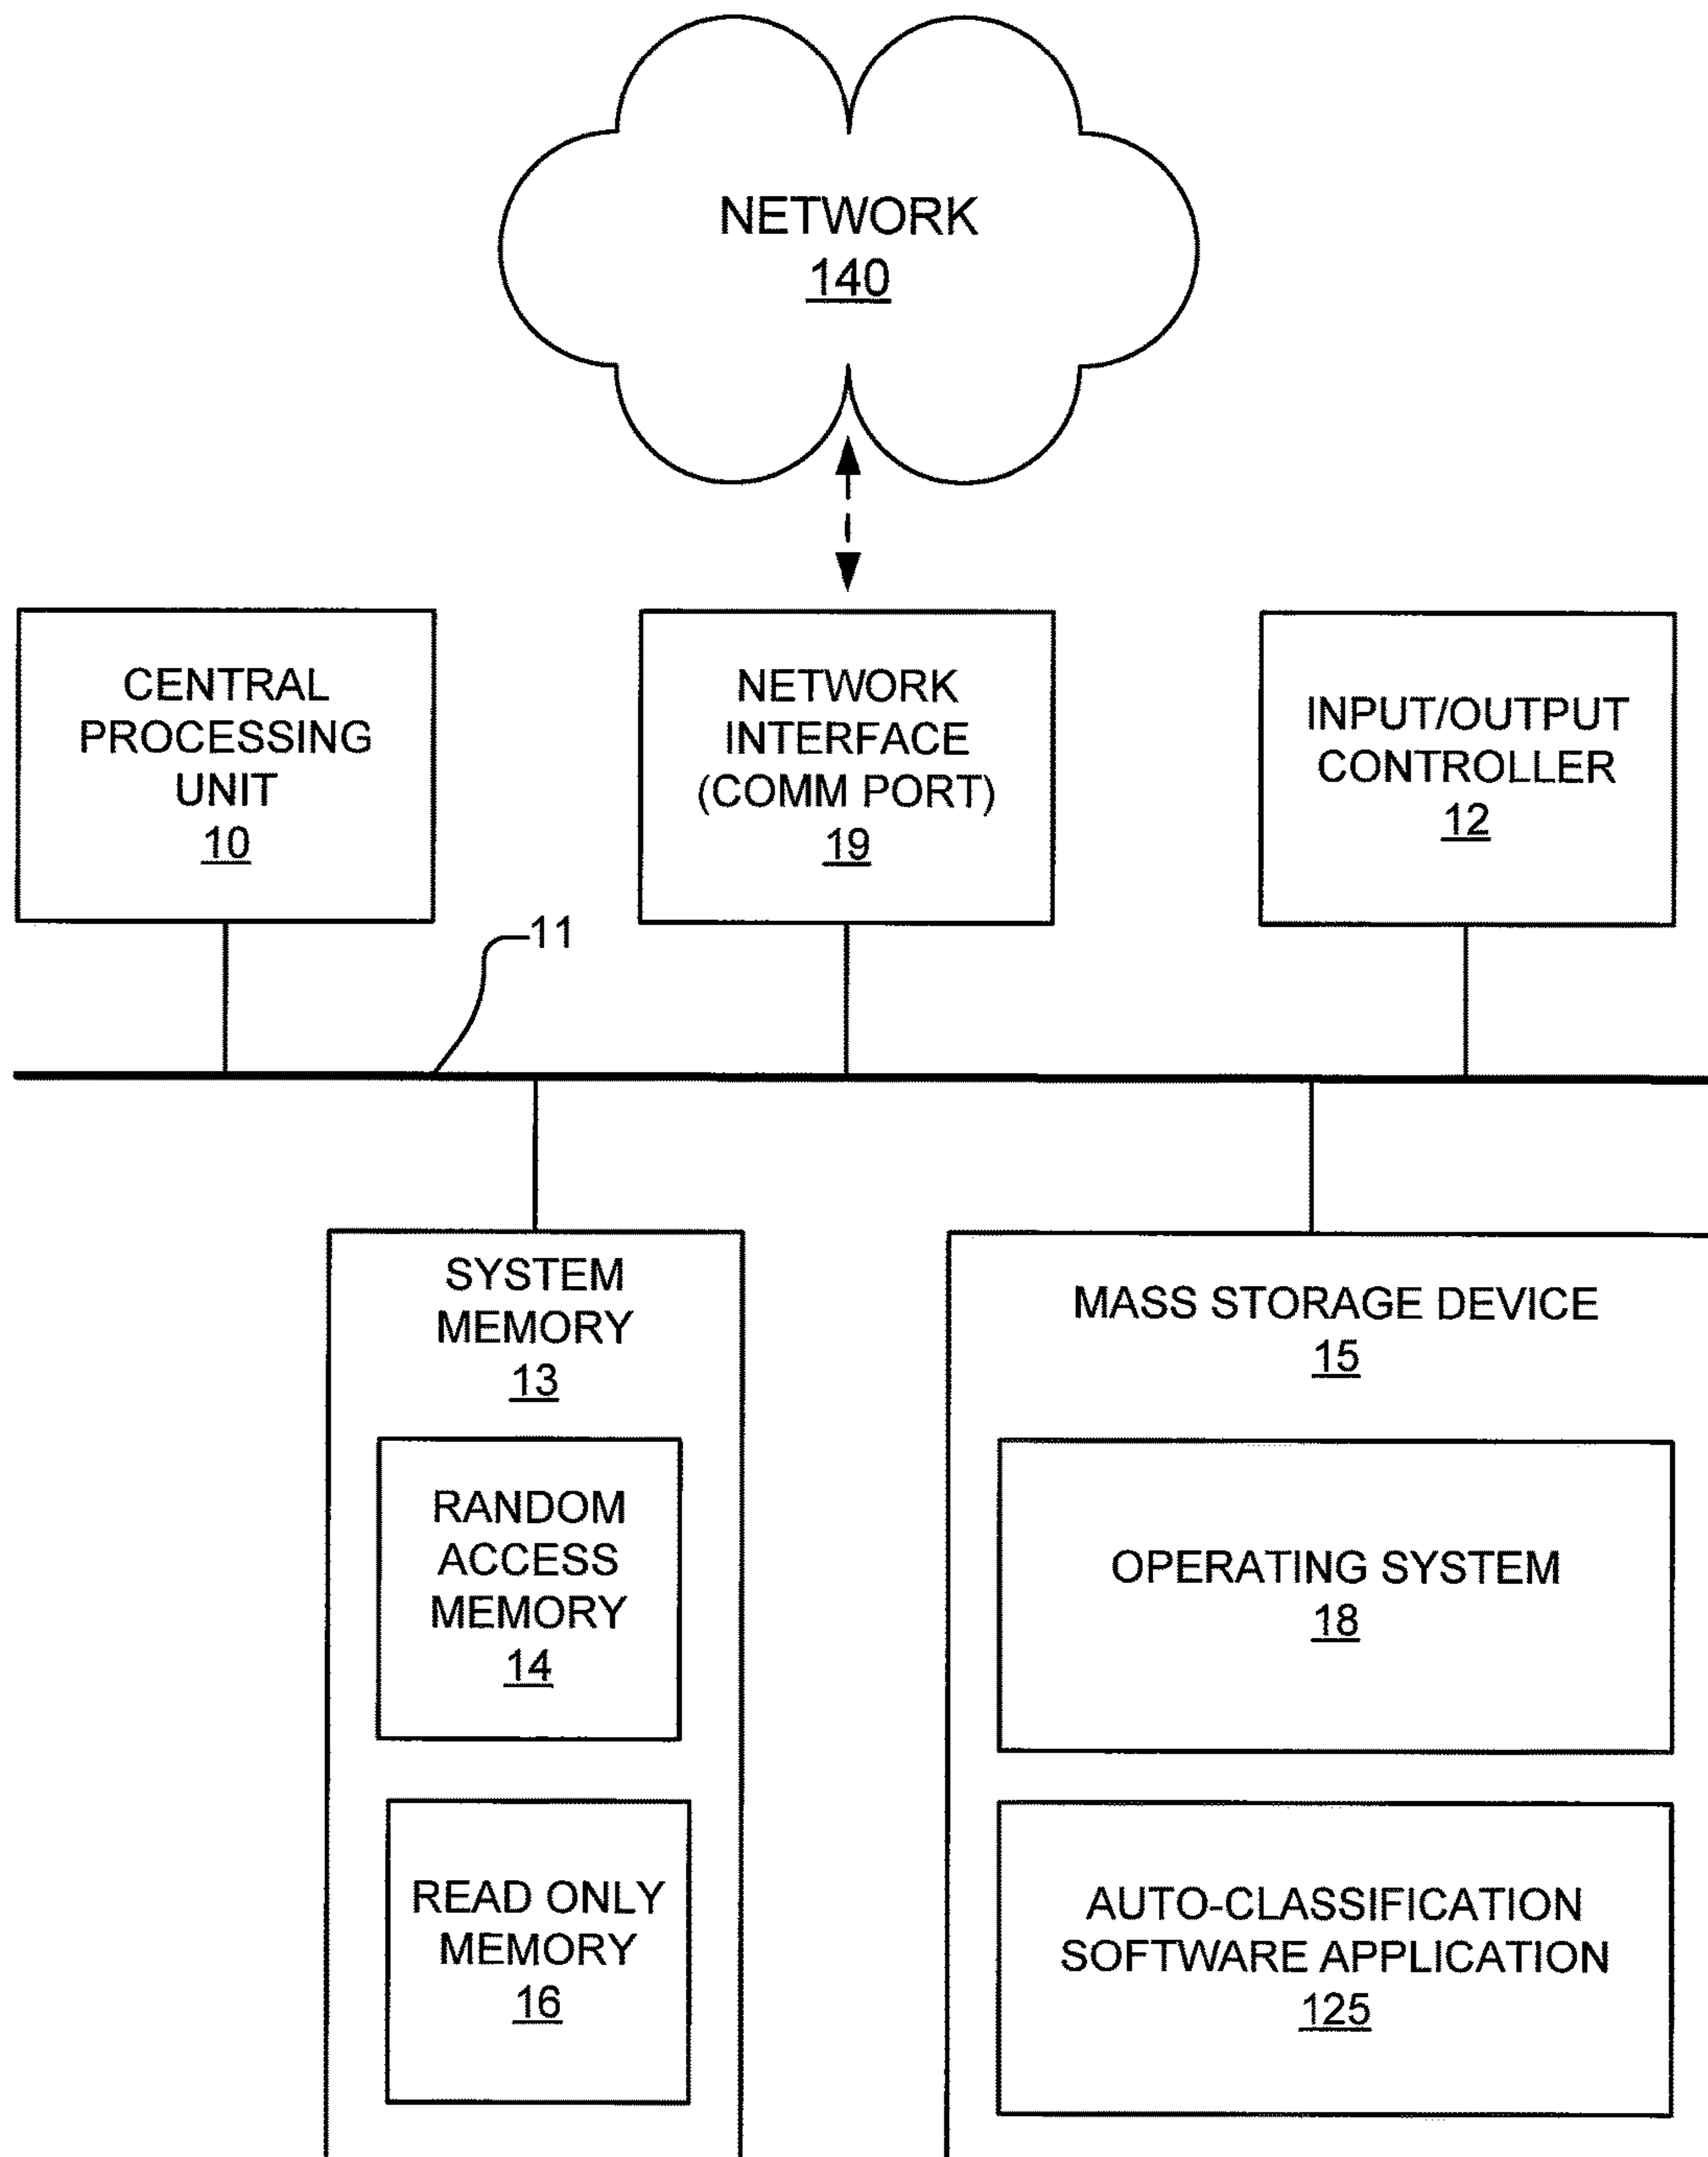 NETWORK
140
CENTRAL
PROCESSING
UNIT
10
NETWORK
INTERFACE
(COMM PORT)
19
INPUT/OUTPUT
CONTROLLER
12
11
SYSTEM
MEMORY
13
RANDOM
ACCESS
MEMORY
14
READ ONLY
MEMORY
16
MASS STORAGE DEVICE
15
OPERATING SYSTEM
18
AUTO-CLASSIFICATION
SOFTWARE APPLICATION
125